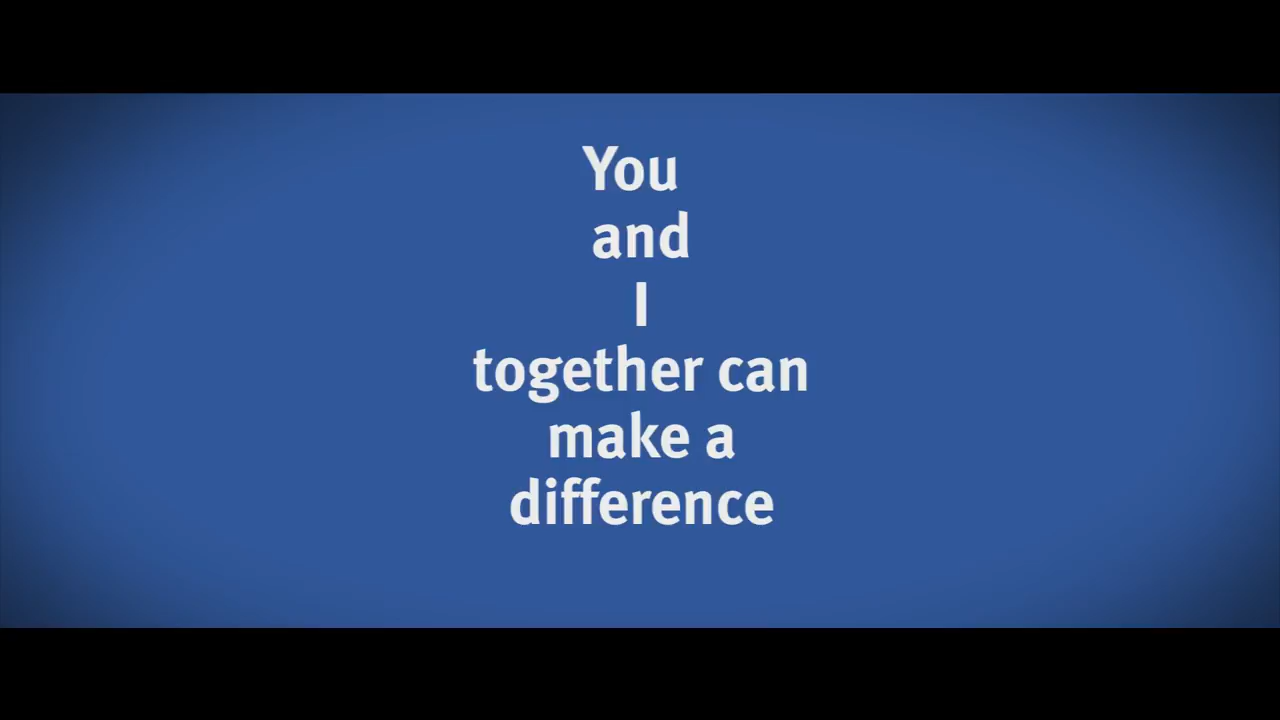 You
and
I
together can
make a
difference